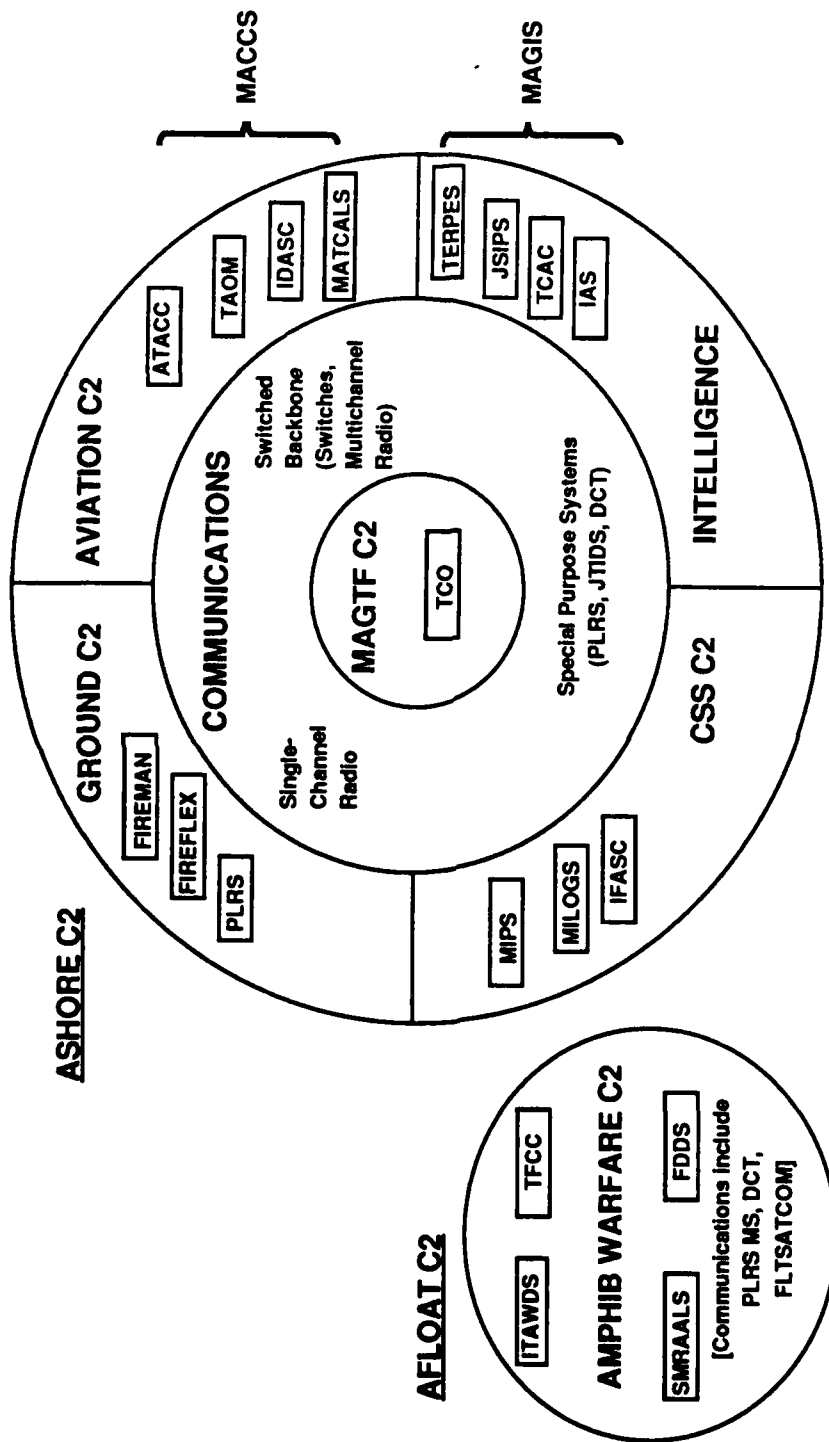 ASHORE C2
GROUND C2
FIREMAN
FIREFLEX
PLRS
AVIATION C2
ATACC
TAOM
IDASC
MATCALS
MACCS
COMMUNICATIONS
Single-
Channel
Radio
Switched
Backbone
(Switches,
Multichannel
Radio)
MAGTF C2
TCO
Special Purpose Systems
(PLRS, JTIDS, DCT)
CSS C2
MIPS
MILOGS
IFASC
INTELLIGENCE
TERPES
JSIPS
TCAC
IAS
MAGIS
AFLOAT C2
ITAWDS
TFCC
AMPHIB WARFARE C2
SMRAALS
FDDS
[Communications include
PLRS MS, DCT,
FLTSATCOM]